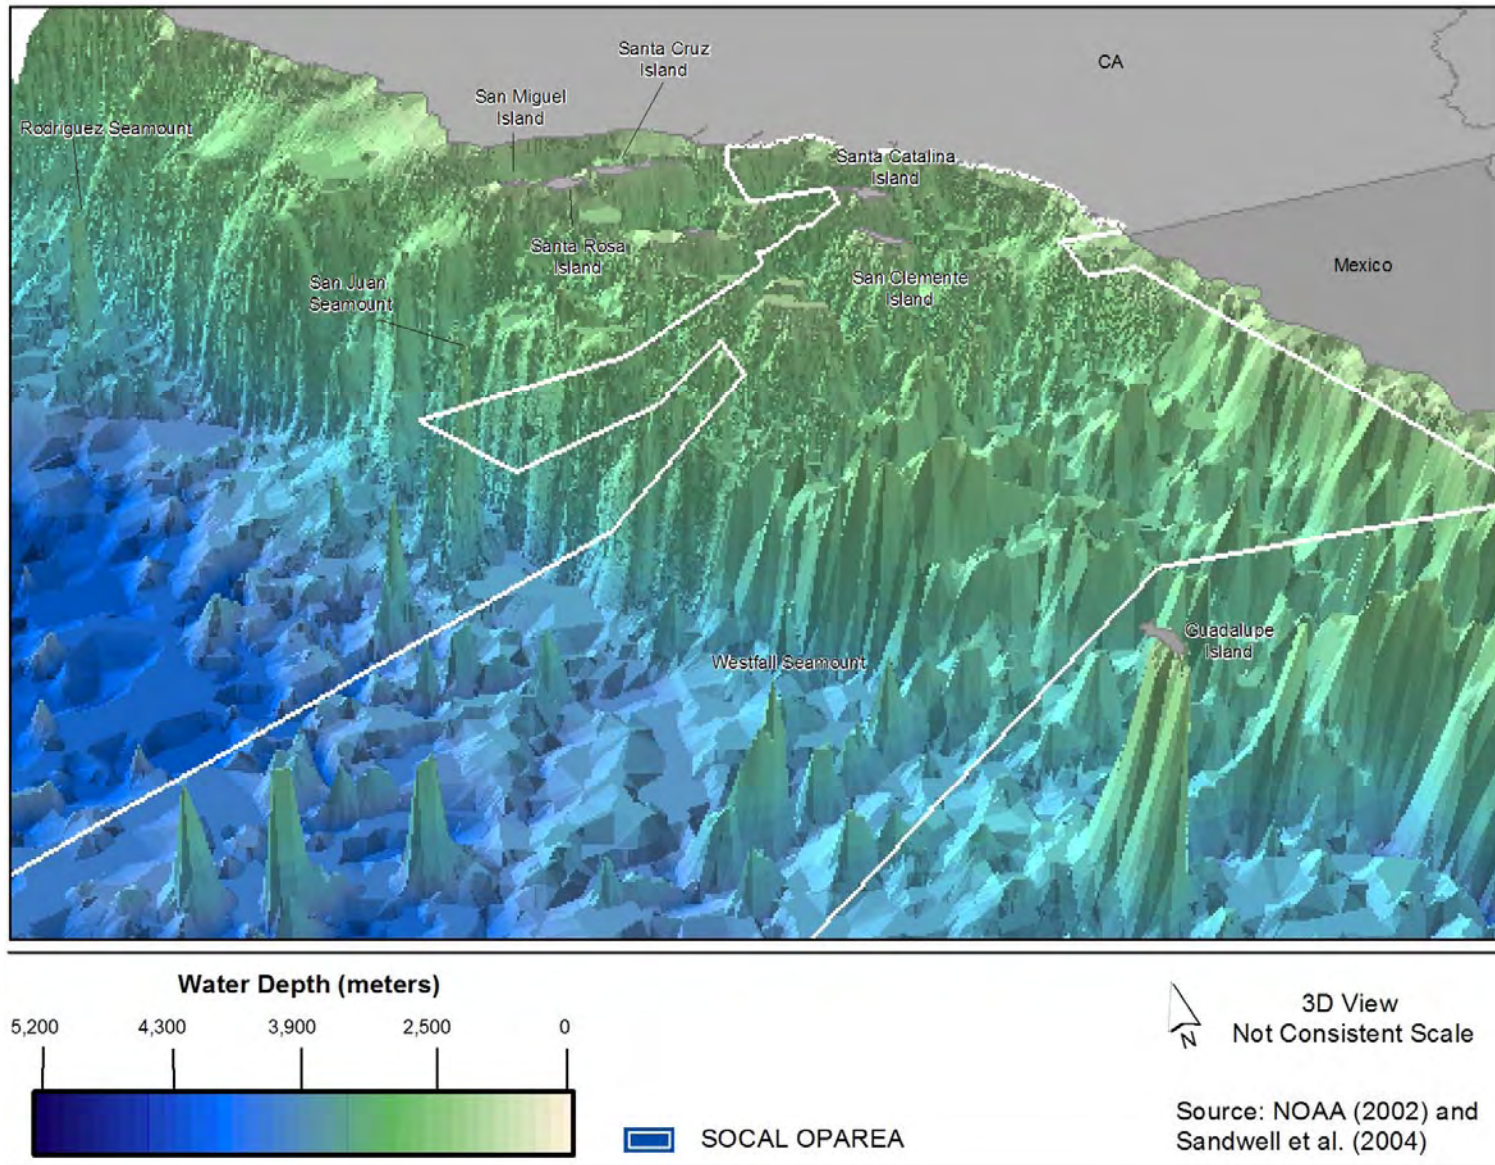 Santa Cruz
Island
CA
San Miguel
Island
Rodriguez Seamount
Santa Catalina
Island
Santa Rosa
Island
San Juan
Seamount
San Clemente
Island
Mexico
Guadalupe
Island
Westfall Seamount
Water Depth (meters)
5,200 4,300 3,900 2,500 0
N
3D View
Not Consistent Scale
SOCAL OPAREA
Source: NOAA (2002) and
Sandwell et al. (2004)